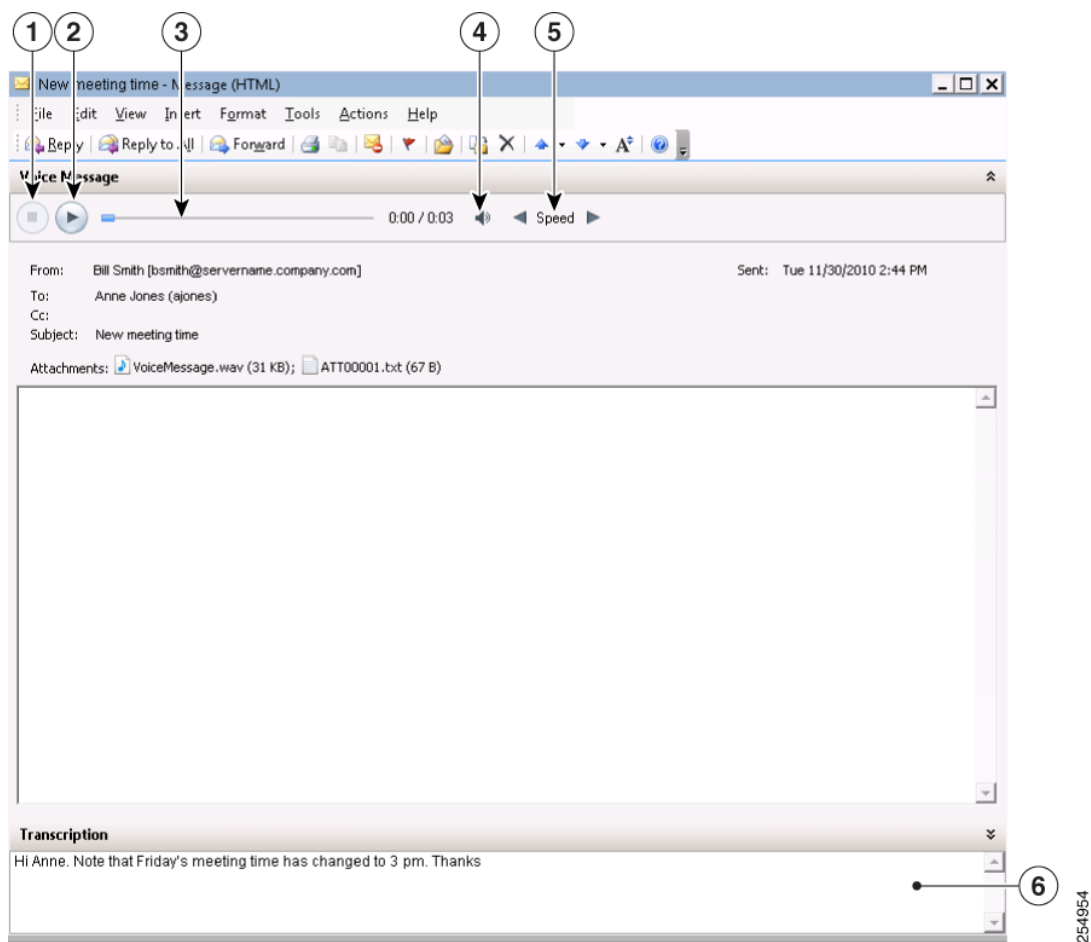 1 2 3 4 5
New meeting time - Message (HTML)
File Edit View Insert Format Tools Actions Help
Reply Reply to All Forward A
Voice Message
0:00 / 0:03 Speed
From: Bill Smith [bsmith@servername.company.com] Sent: Tue 11/30/2010 2:44 PM
To: Anne Jones (ajones)
Cc:
Subject: New meeting time
Attachments: VoiceMessage.wav (31 KB); ATT00001.txt (67 B)
Transcription
Hi Anne. Note that Friday's meeting time has changed to 3 pm. Thanks
6
254954